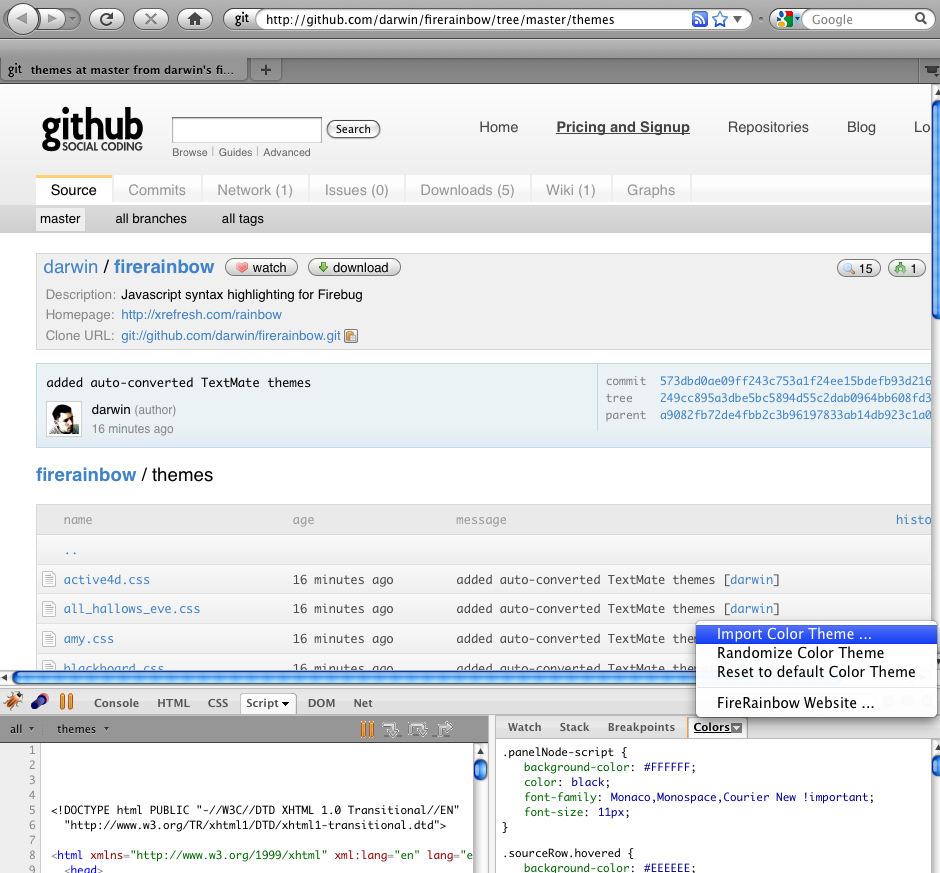 git http://github.com/darwin/firerainbow/tree/master/themes Google
git themes at master from darwin's fi... +
github
SOCIAL CODING
Search
Browse | Guides | Advanced
Home Pricing and Signup Repositories Blog Lo
Source Commits Network (1) Issues (0) Downloads (5) Wiki (1) Graphs
master all branches all tags
darwin / firerainbow watch download 15 1
Description: Javascript syntax highlighting for Firebug
Homepage: http://xrefresh.com/rainbow
Clone URL: git://github.com/darwin/firerainbow.git
added auto-converted TextMate themes
darwin (author)
16 minutes ago
commit 573dbd0ae09ff243c753a1f24ee15bdefb93d216
tree 249cc895a3dbe5bc5894d55c2dab0964bb608fd3
parent a9082fb72de4fbb2c3b96197833ab14db923c1a0
firerainbow / themes
name age message histo
..
active4d.css 16 minutes ago added auto-converted TextMate themes [darwin]
all_hallows_eve.css 16 minutes ago added auto-converted TextMate themes [darwin]
amy.css 16 minutes ago added auto-converted TextMate them
blackboard.css 16 minutes ago added auto-converted TextMate them
Import Color Theme ...
Randomize Color Theme
Reset to default Color Theme
FireRainbow Website ...
Console HTML CSS Script DOM Net
all themes
Watch Stack Breakpoints Colors
1
2
3
4
5 <!DOCTYPE html PUBLIC "-//W3C//DTD XHTML 1.0 Transitional//EN"
6 "http://www.w3.org/TR/xhtml1/DTD/xhtml1-transitional.dtd">
7
8 <html xmlns="http://www.w3.org/1999/xhtml" xml:lang="en" lang="e
9 <head>
.panelNode-script {
background-color: #FFFFFF;
color: black;
font-family: Monaco,Monospace,Courier New !important;
font-size: 11px;
}
.sourceRow.hovered {
background-color: #EEEEEE;